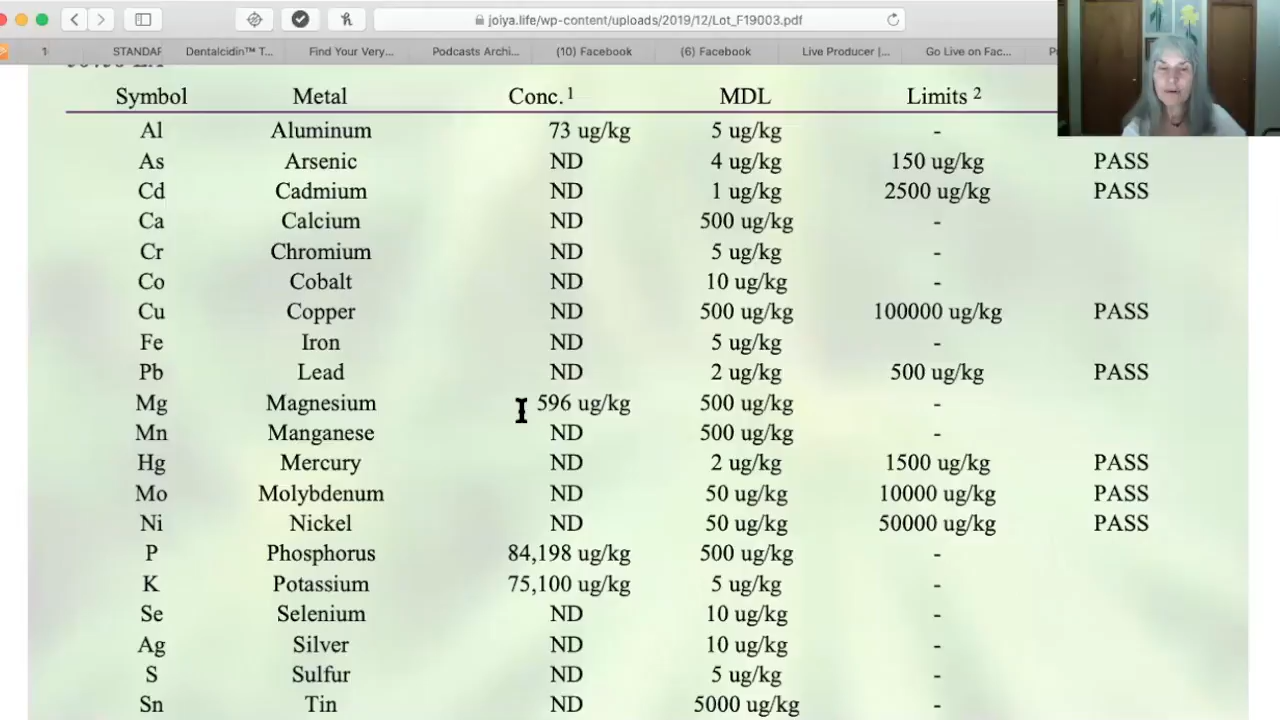 joiya.life/wp-content/uploads/2019/12/Lot_F19003.pdf
1 STANDAF Dentalcidin™ T... Find Your Very... Podcasts Archi... (10) Facebook (6) Facebook Live Producer |... Go Live on Fac...
Symbol Metal Conc.1 MDL Limits 2
Al Aluminum 73 ug/kg 5 ug/kg -
As Arsenic ND 4 ug/kg 150 ug/kg PASS
Cd Cadmium ND 1 ug/kg 2500 ug/kg PASS
Ca Calcium ND 500 ug/kg -
Cr Chromium ND 5 ug/kg -
Co Cobalt ND 10 ug/kg -
Cu Copper ND 500 ug/kg 100000 ug/kg PASS
Fe Iron ND 5 ug/kg -
Pb Lead ND 2 ug/kg 500 ug/kg PASS
Mg Magnesium 596 ug/kg 500 ug/kg -
Mn Manganese ND 500 ug/kg -
Hg Mercury ND 2 ug/kg 1500 ug/kg PASS
Mo Molybdenum ND 50 ug/kg 10000 ug/kg PASS
Ni Nickel ND 50 ug/kg 50000 ug/kg PASS
P Phosphorus 84,198 ug/kg 500 ug/kg -
K Potassium 75,100 ug/kg 5 ug/kg -
Se Selenium ND 10 ug/kg -
Ag Silver ND 10 ug/kg -
S Sulfur ND 5 ug/kg -
Sn Tin ND 5000 ug/kg -